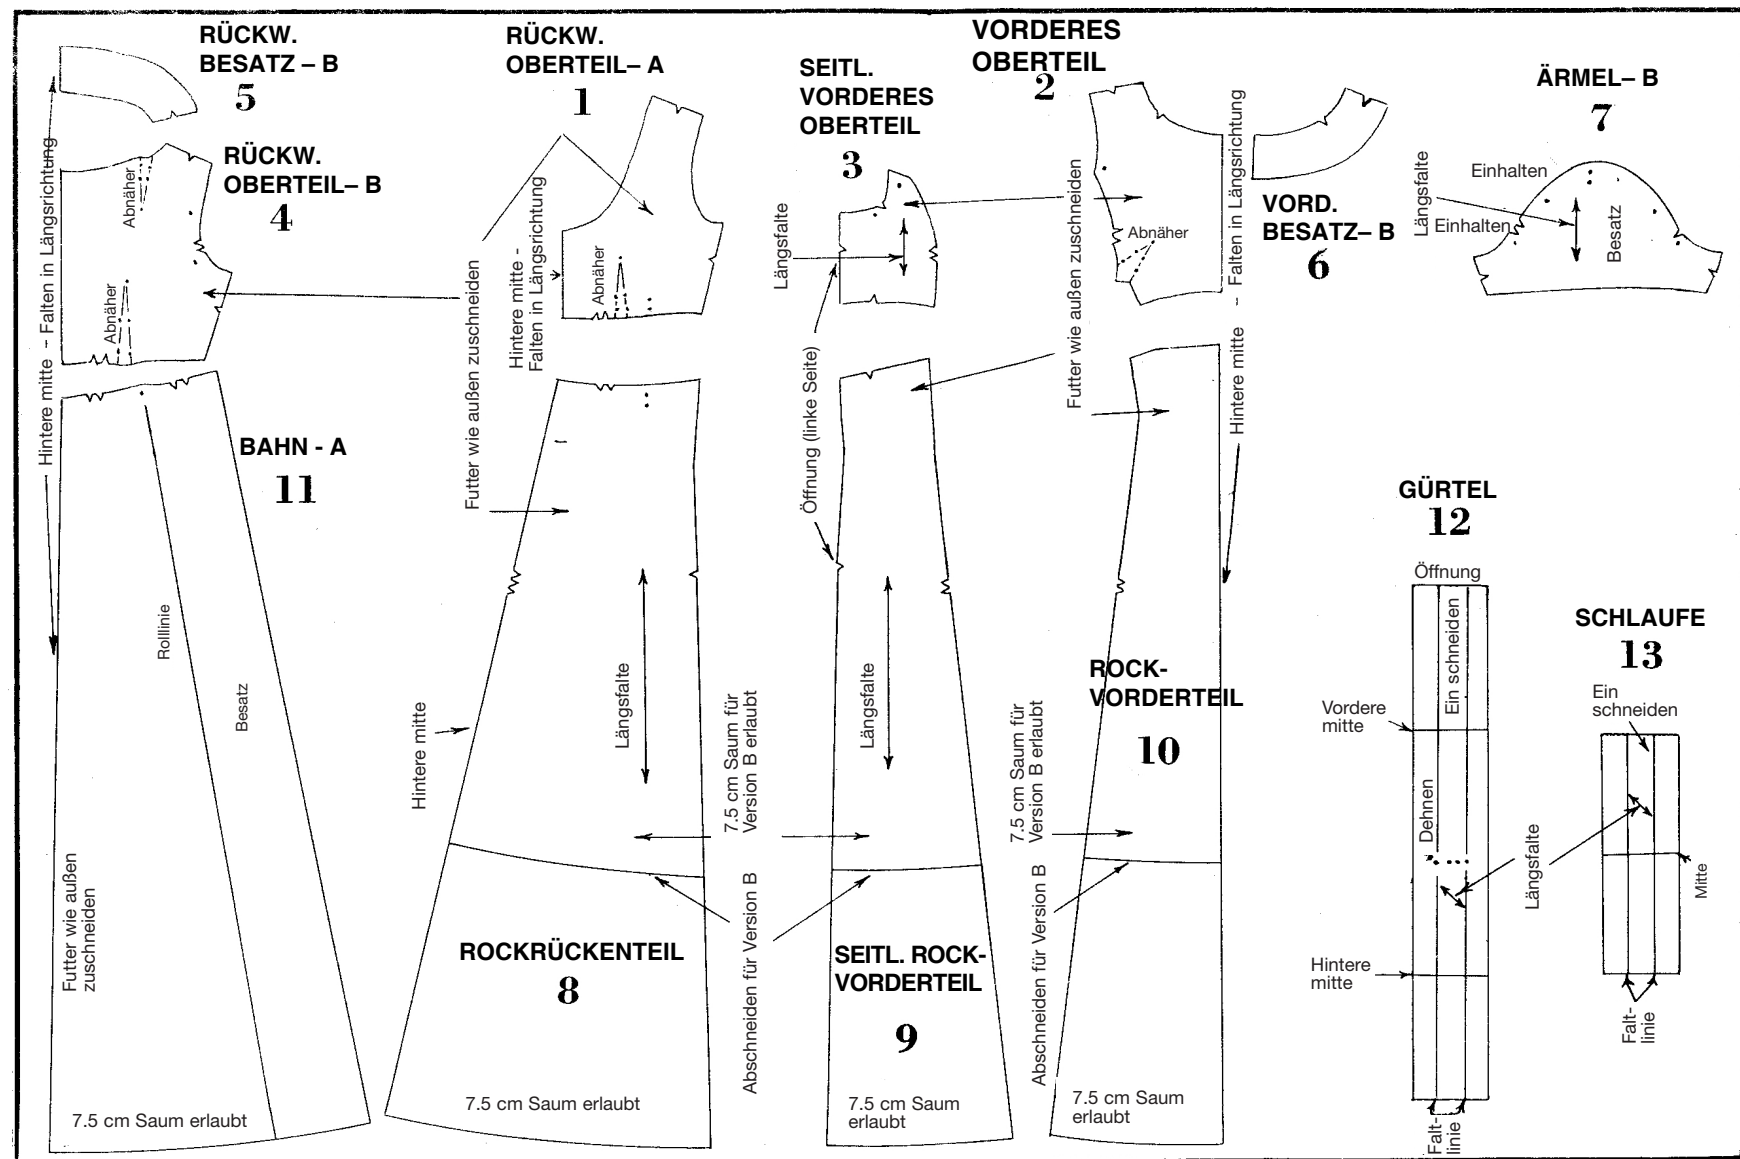 RÜCKW.
BESATZ – B
5
RÜCKW.
OBERTEIL– B
4
Abnäher
Abnäher
Hintere mitte – Falten in Längsrichtung
RÜCKW.
OBERTEIL– A
1
Hintere mitte -
Falten in Längsrichtung
Abnäher
Futter wie außen zuschneiden
SEITL.
VORDERES
OBERTEIL
3
Längsfalte
Öffnung (linke Seite)
VORDERES
OBERTEIL
2
Abnäher
Futter wie außen zuschneiden
Hintere mitte – Falten in Längsrichtung
VORD.
BESATZ– B
6
ÄRMEL– B
7
Einhalten
Einhalten
Längsfalte
Besatz
BAHN - A
11
Rolllinie
Besatz
Futter wie außen
zuschneiden
7.5 cm Saum erlaubt
Hintere mitte
Längsfalte
7.5 cm Saum für
Version B erlaubt
Abschneiden für Version B
ROCKRÜCKENTEIL
8
7.5 cm Saum erlaubt
Längsfalte
SEITL. ROCK-
VORDERTEIL
9
7.5 cm Saum
erlaubt
7.5 cm Saum für
Version B erlaubt
Abschneiden für Version B
ROCK-
VORDERTEIL
10
7.5 cm Saum
erlaubt
GÜRTEL
12
Öffnung
Ein schneiden
Vordere
mitte
Dehnen
Längsfalte
Hintere
mitte
Falt-
linie
SCHLAUFE
13
Ein
schneiden
Mitte
Falt-
linie